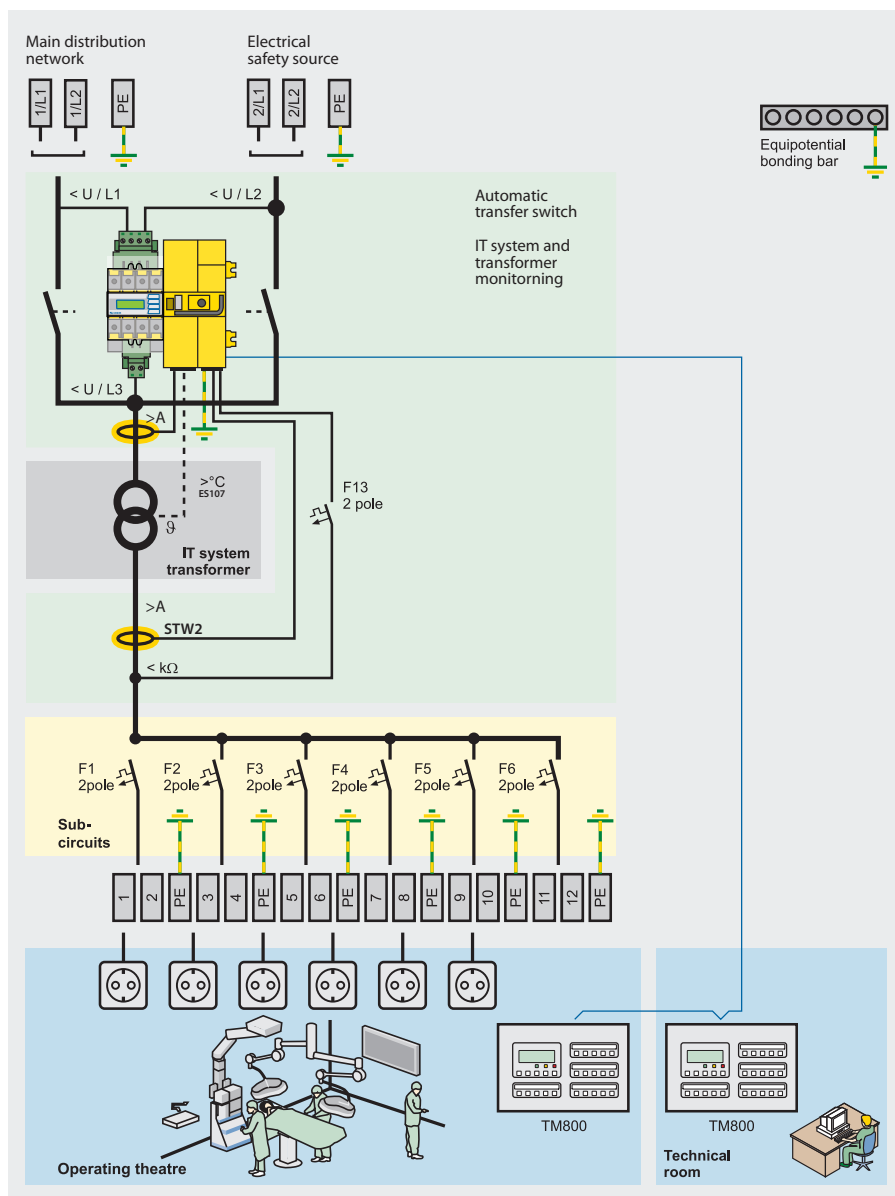 Main distribution
network
Electrical
safety source
1/L1
1/L2
PE
2/L1
2/L2
PE
Equipotential
bonding bar
< U / L1
< U / L2
Automatic
transfer switch
IT system and
transformer
monitorning
< U / L3
>A
>°C
ES107
F13
2 pole
ϑ
IT system
transformer
>A
STW2
< kΩ
F1
2pole
F2
2pole
F3
2pole
F4
2pole
F5
2pole
F6
2pole
Sub-
circuits
1
2
PE
3
4
PE
5
6
PE
7
8
PE
9
10
PE
11
12
PE
TM800
TM800
Operating theatre
Technical
room